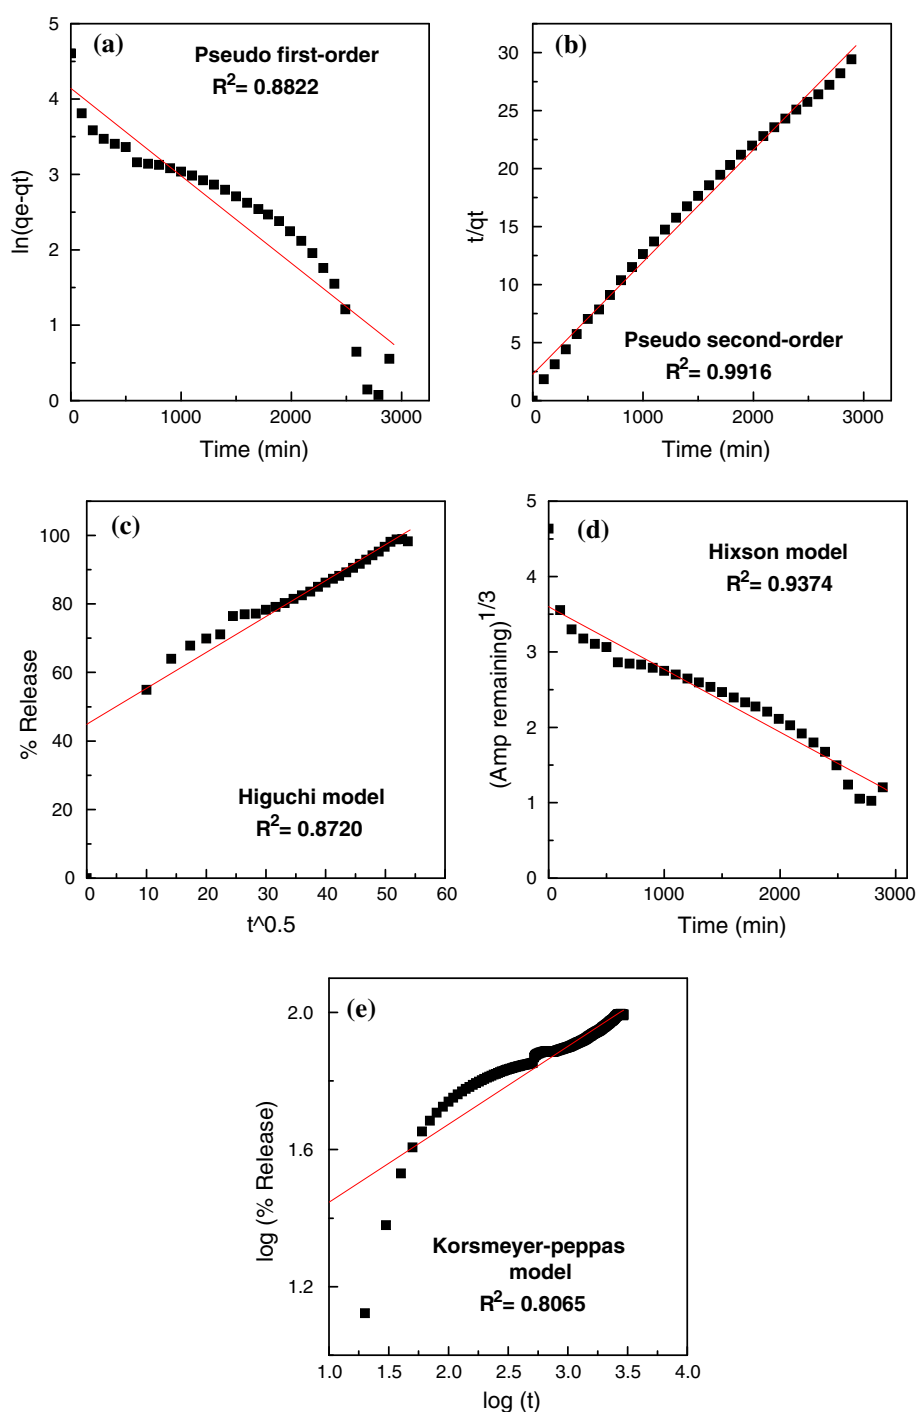 (a)
Pseudo first-order
R²= 0.8822
5
4
3
2
1
0
ln(qe-qt)
0 1000 2000 3000
Time (min)
(b)
30
25
20
15
10
5
0
t/qt
Pseudo second-order
R²= 0.9916
0 1000 2000 3000
Time (min)
(c)
100
80
60
40
20
0
% Release
Higuchi model
R²= 0.8720
10 20 30 40 50 60
t^0.5
(d)
Hixson model
R²= 0.9374
5
4
3
2
1
0
(Amp remaining)^1/3
0 1000 2000 3000
Time (min)
(e)
2.0
1.6
1.2
log (% Release)
Korsmeyer-peppas
model
R²= 0.8065
1.0 1.5 2.0 2.5 3.0 3.5 4.0
log (t)